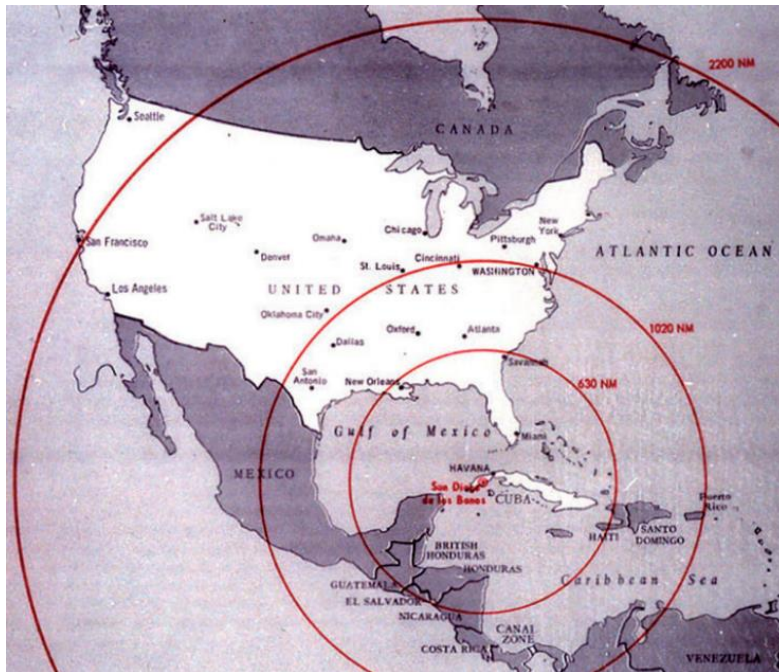 2200 NM
CANADA
Seattle
Salt Lake
City
Omaha
Chicago
New
York
Pittsburgh
San Francisco
Denver
St. Louis
Cincinnati
WASHINGTON
ATLANTIC OCEAN
Los Angeles
UNITED STATES
Oklahoma City
Dallas
Oxford
Atlanta
1020 NM
Savannah
San
Antonio
New Orleans
630 NM
Gulf of Mexico
Miami
MEXICO
HAVANA
San Diego
de los Banos
CUBA
Puerto
Rico
HAITI
SANTO
DOMINGO
BRITISH
HONDURAS
HONDURAS
GUATEMALA
EL SALVADOR
NICARAGUA
Caribbean Sea
COSTA RICA
CANAL
ZONE
VENEZUELA